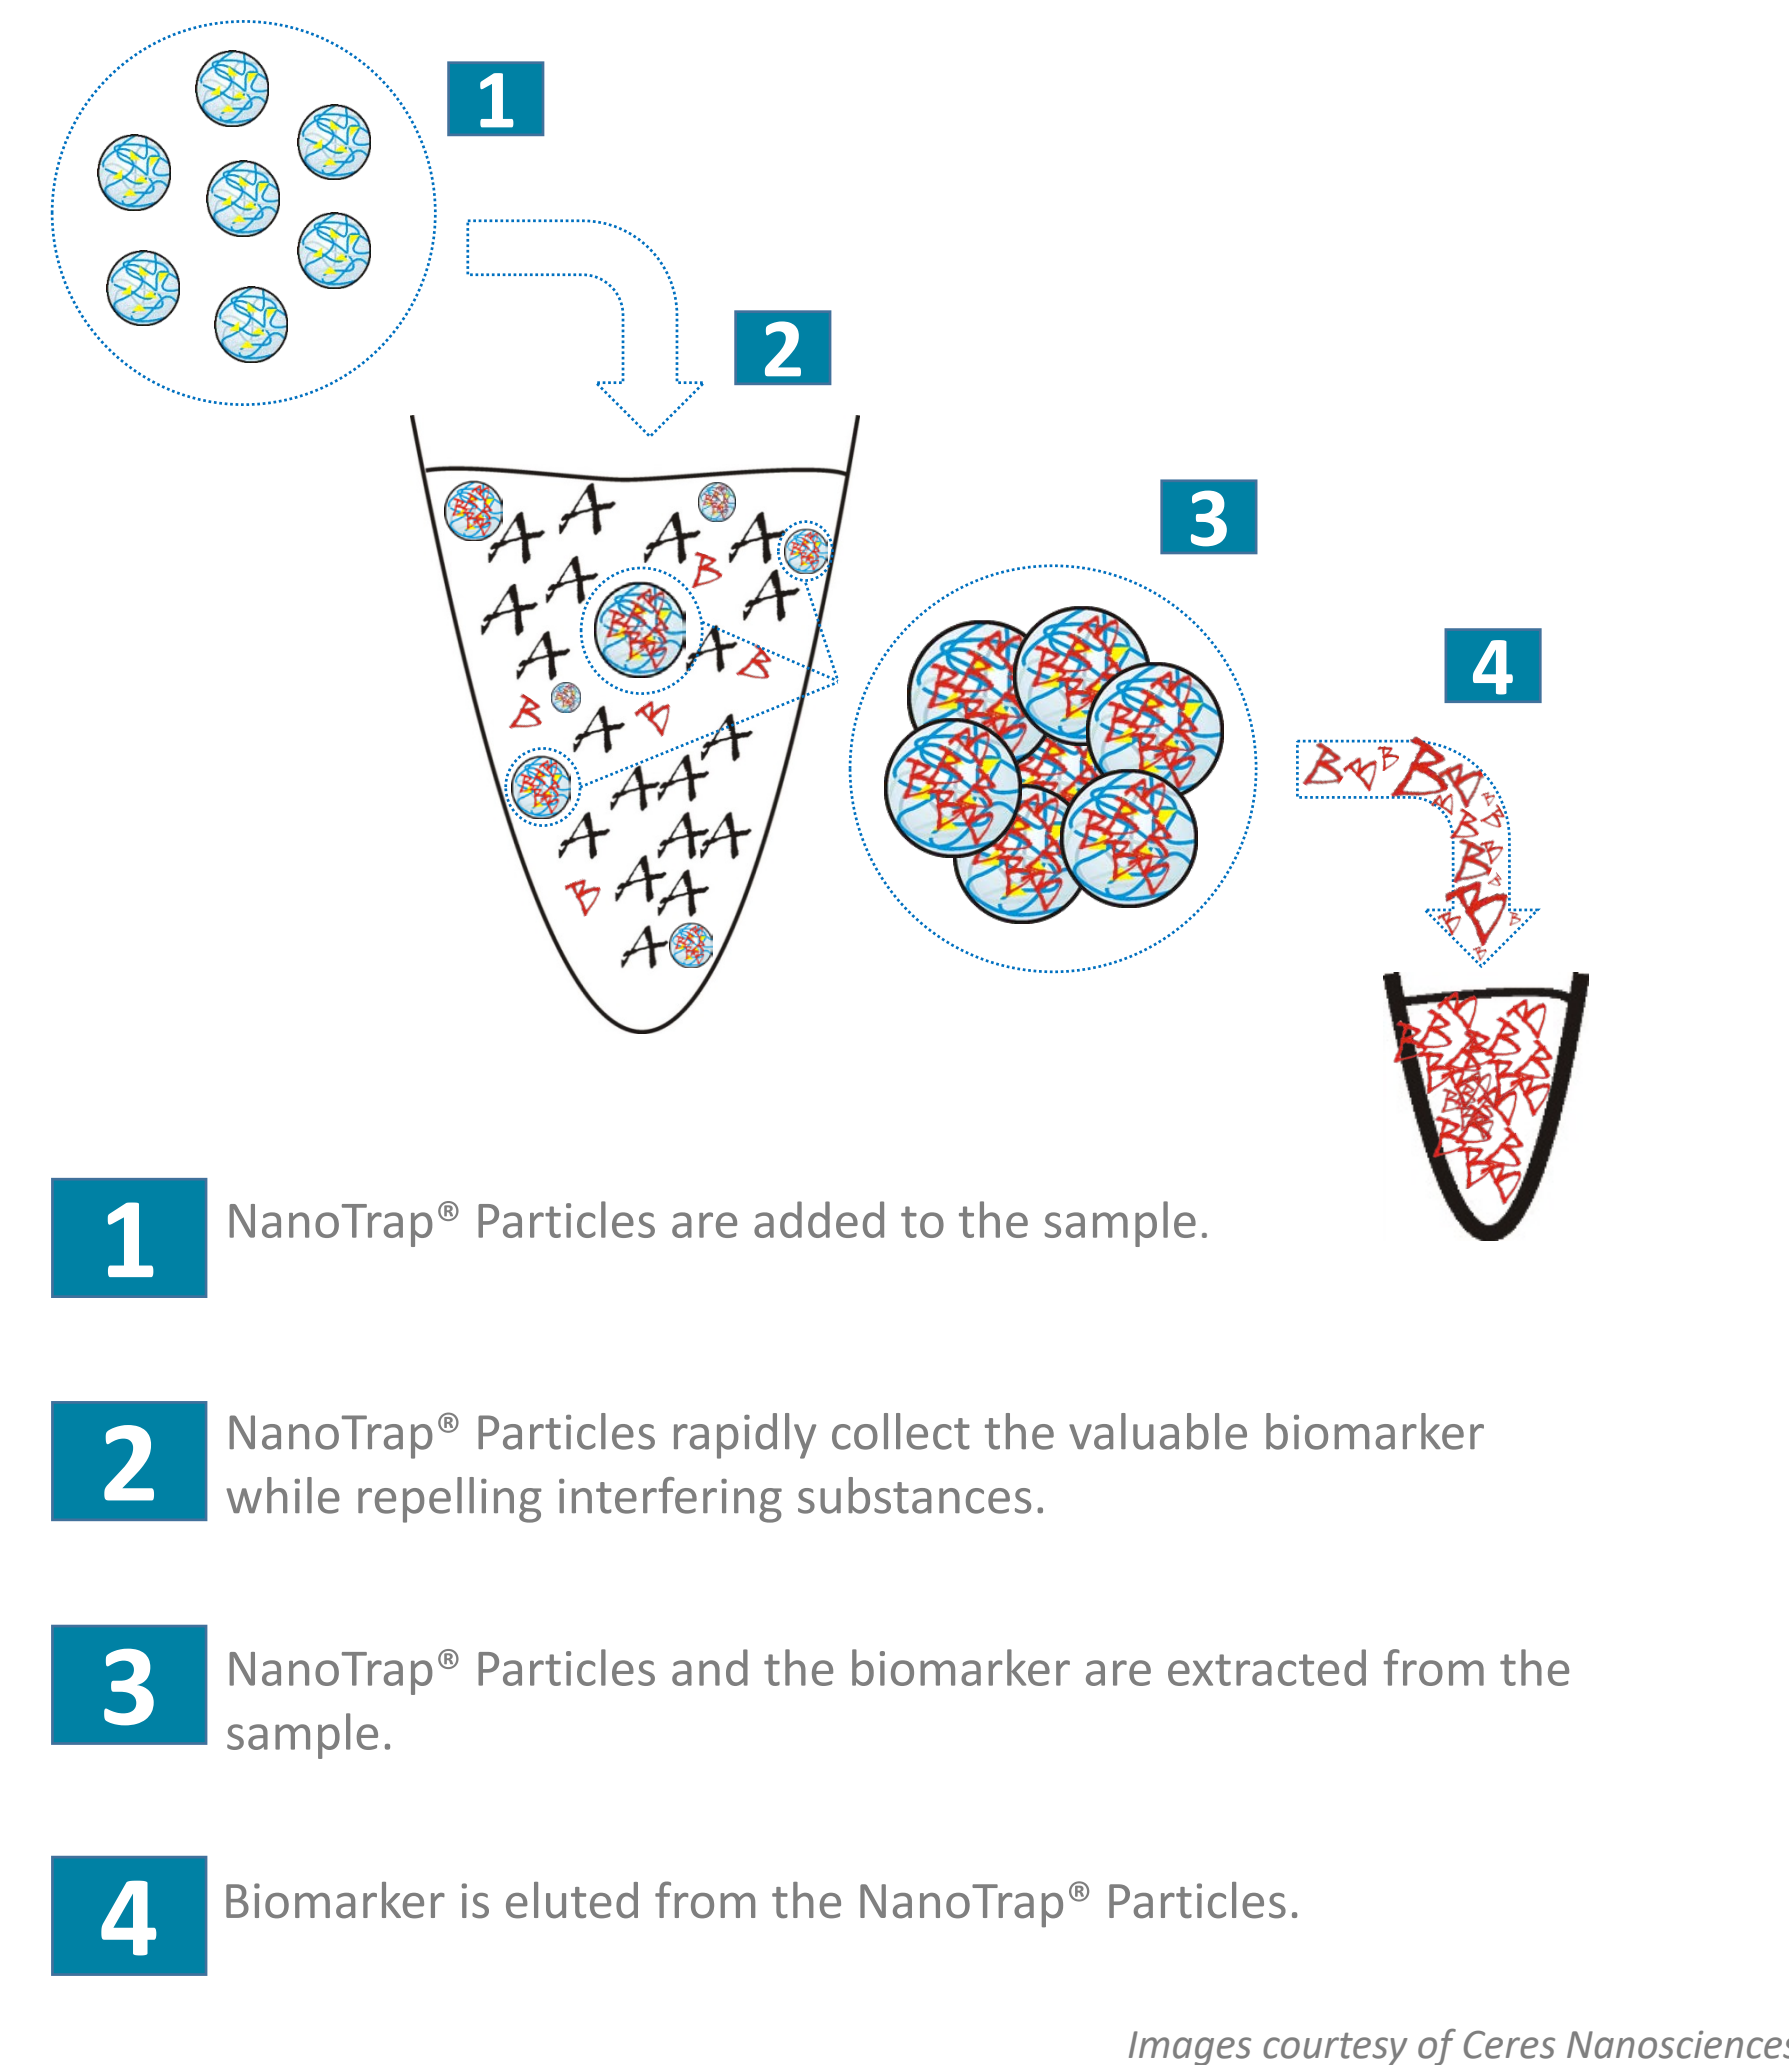 1
2
3
4
A A A A
B
A A A
A A B
B A B A
A A
A A A
B A A
A
B B B B B
1 NanoTrap® Particles are added to the sample.
2 NanoTrap® Particles rapidly collect the valuable biomarker
while repelling interfering substances.
3 NanoTrap® Particles and the biomarker are extracted from the
sample.
4 Biomarker is eluted from the NanoTrap® Particles.
Images courtesy of Ceres Nanosciences